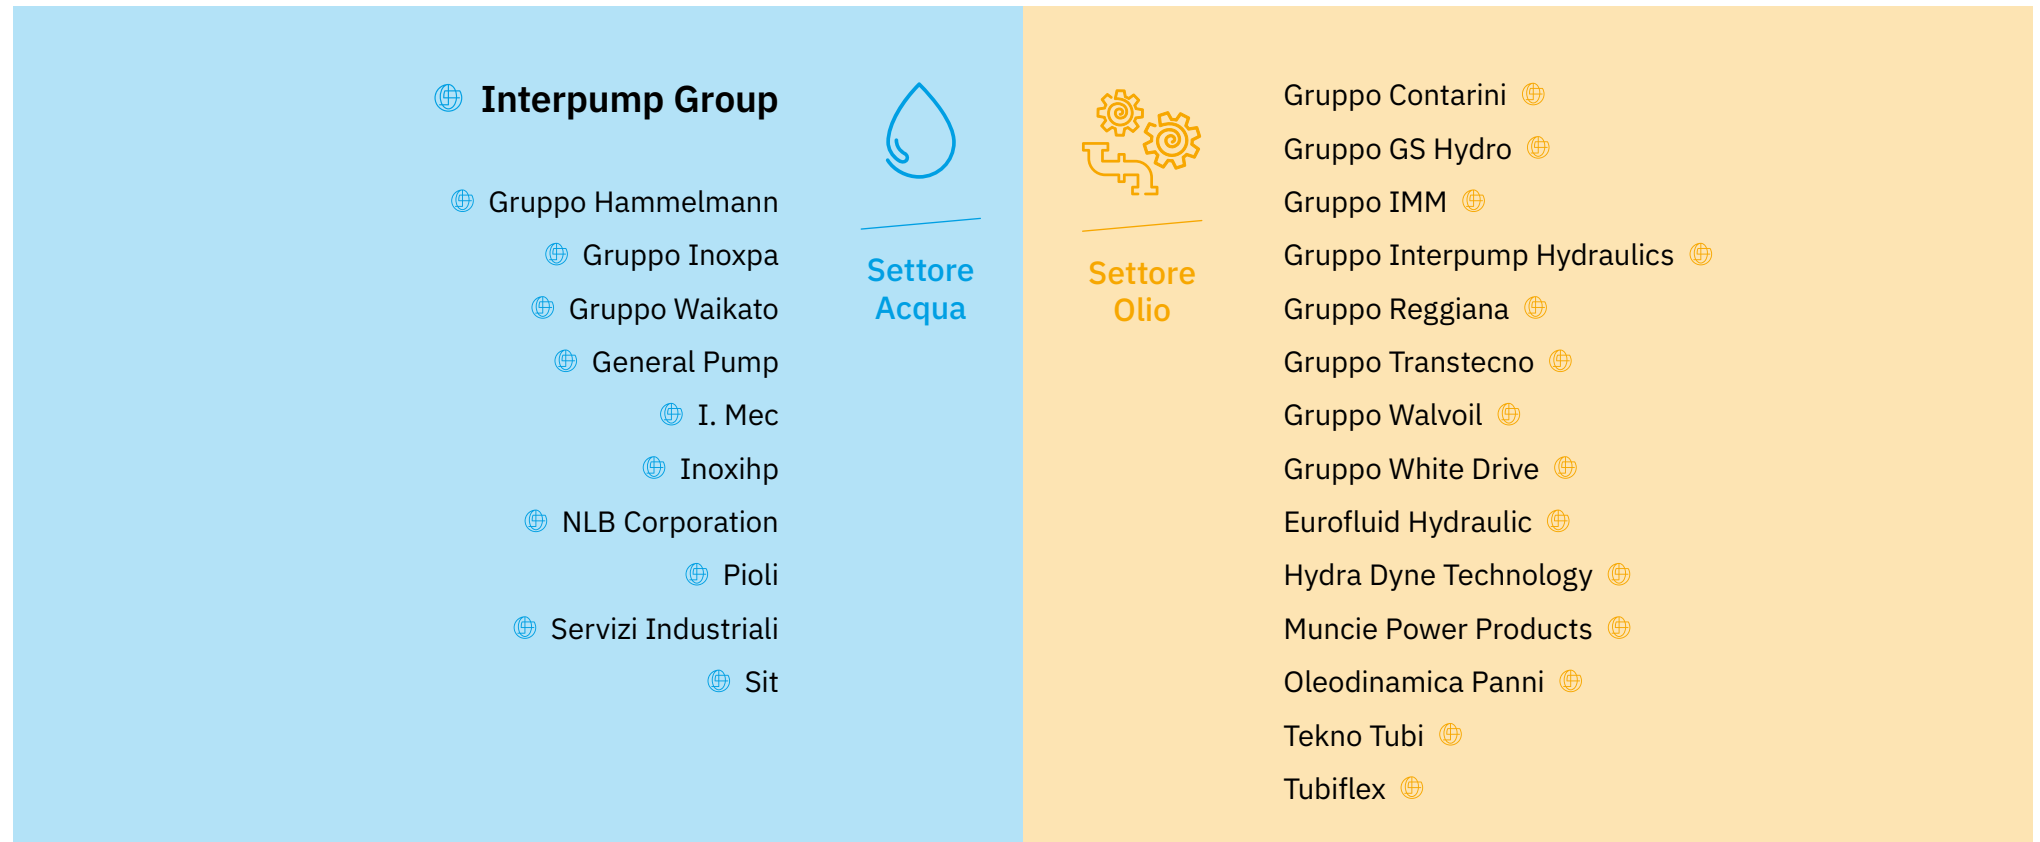 Interpump Group
Gruppo Hammelmann
Gruppo Inoxpa
Gruppo Waikato
General Pump
I. Mec
Inoxihp
NLB Corporation
Pioli
Servizi Industriali
Sit
Settore
Acqua
Settore
Olio
Gruppo Contarini
Gruppo GS Hydro
Gruppo IMM
Gruppo Interpump Hydraulics
Gruppo Reggiana
Gruppo Transtecno
Gruppo Walvoil
Gruppo White Drive
Eurofluid Hydraulic
Hydra Dyne Technology
Muncie Power Products
Oleodinamica Panni
Tekno Tubi
Tubiflex